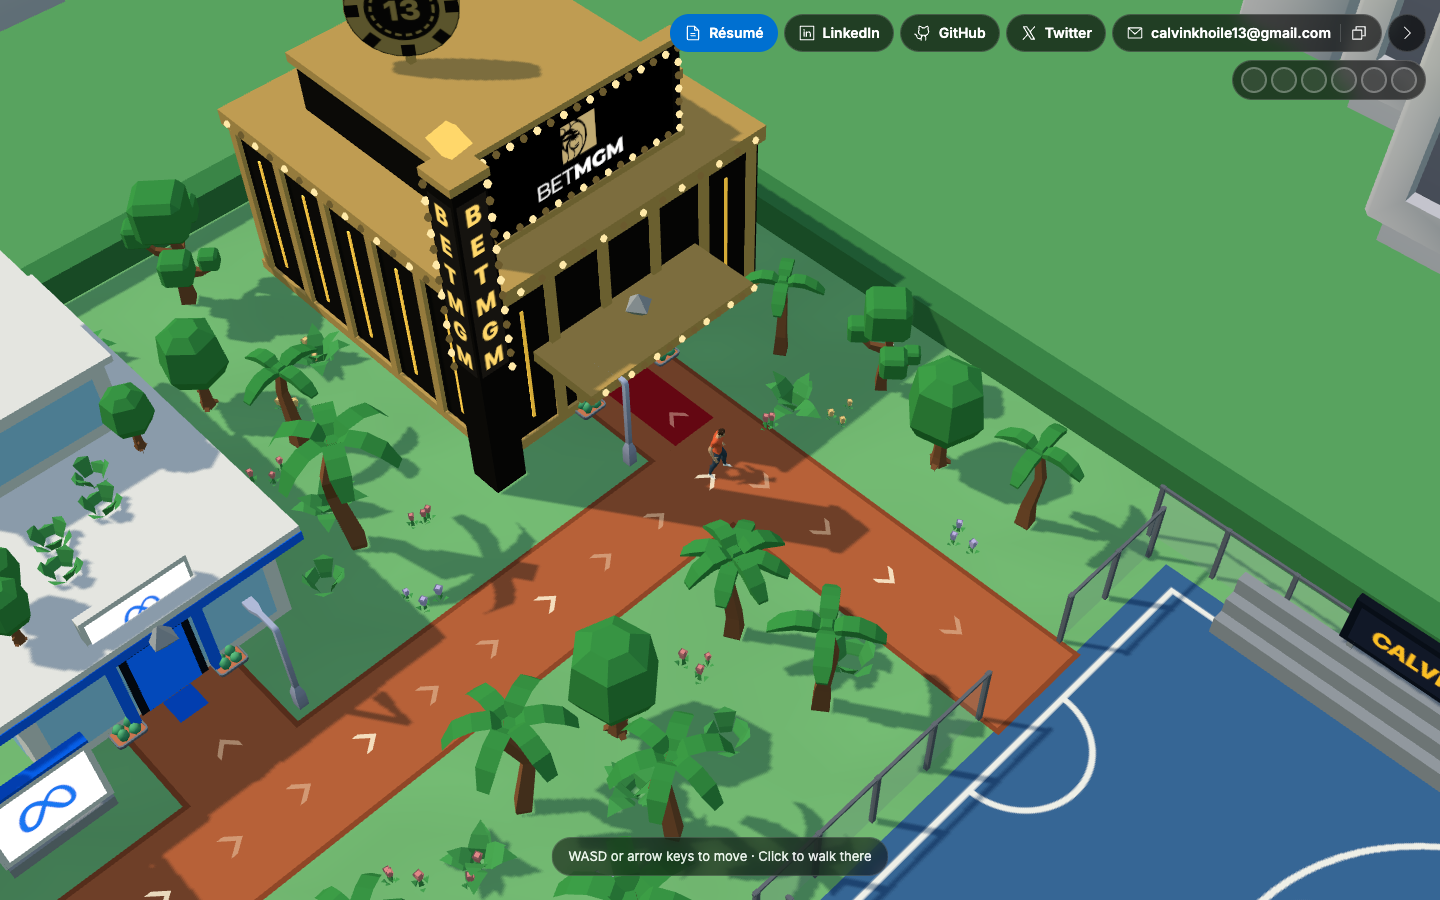 13
Résumé
LinkedIn
GitHub
Twitter
calvinkhoile13@gmail.com
BETMGM
BETMGM
BETMGM
WASD or arrow keys to move · Click to walk there